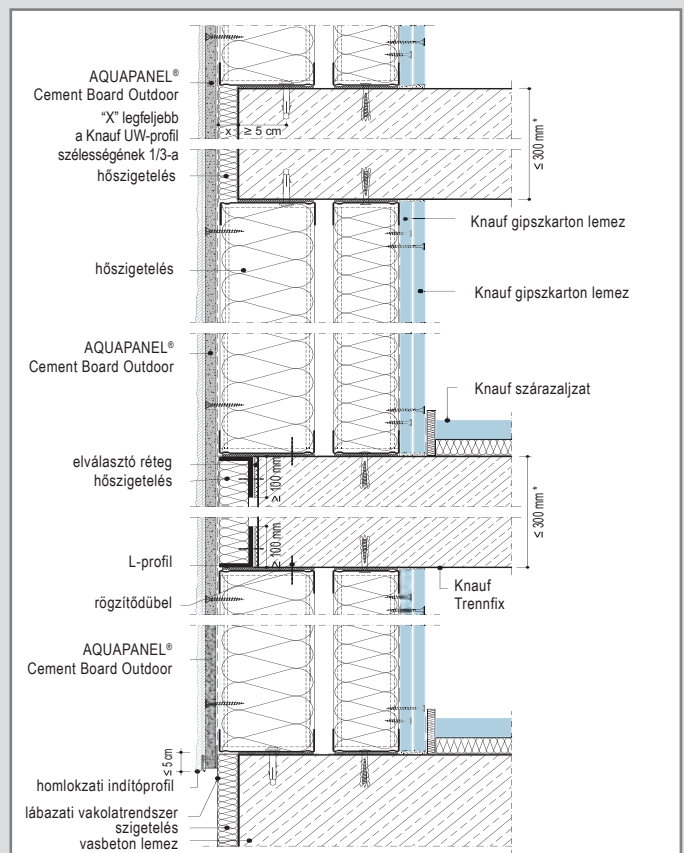 AQUAPANEL®
Cement Board Outdoor
"X" legfeljebb
a Knauf UW-profil
szélességének 1/3-a
hőszigetelés
x
≥ 5 cm
≤ 300 mm *
Knauf gipszkarton lemez
hőszigetelés
Knauf gipszkarton lemez
AQUAPANEL®
Cement Board Outdoor
Knauf szárazaljzat
elválasztó réteg
hőszigetelés
≥ 100 mm
≤ 300 mm *
≥ 100 mm
L-profil
rögzítődübel
Knauf
Trennfix
AQUAPANEL®
Cement Board Outdoor
≤ 5 cm
homlokzati indítóprofil
lábazati vakolatrendszer
szigetelés
vasbeton lemez